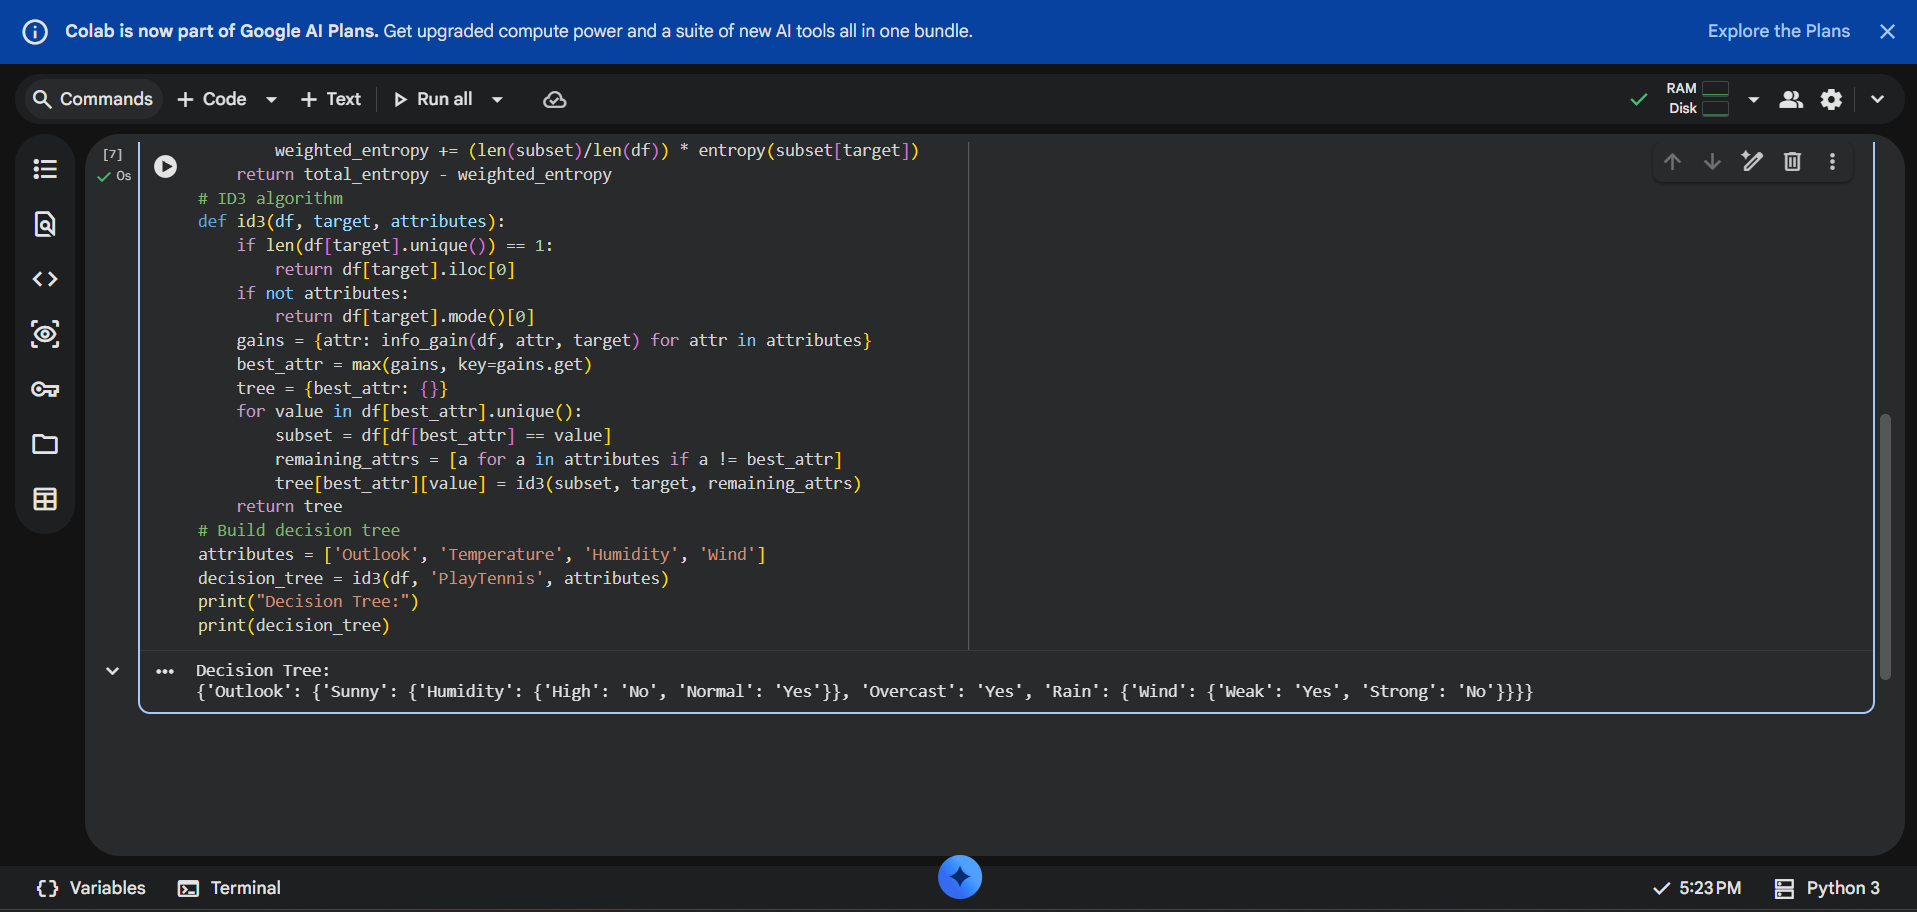 Colab is now part of Google AI Plans. Get upgraded compute power and a suite of new AI tools all in one bundle.
Explore the Plans
Commands
Code
Text
Run all
RAM
Disk
[7]
0s
            weighted_entropy += (len(subset)/len(df)) * entropy(subset[target])
    return total_entropy - weighted_entropy
# ID3 algorithm
def id3(df, target, attributes):
    if len(df[target].unique()) == 1:
        return df[target].iloc[0]
    if not attributes:
        return df[target].mode()[0]
    gains = {attr: info_gain(df, attr, target) for attr in attributes}
    best_attr = max(gains, key=gains.get)
    tree = {best_attr: {}}
    for value in df[best_attr].unique():
        subset = df[df[best_attr] == value]
        remaining_attrs = [a for a in attributes if a != best_attr]
        tree[best_attr][value] = id3(subset, target, remaining_attrs)
    return tree
# Build decision tree
attributes = ['Outlook', 'Temperature', 'Humidity', 'Wind']
decision_tree = id3(df, 'PlayTennis', attributes)
print("Decision Tree:")
print(decision_tree)
Decision Tree:
{'Outlook': {'Sunny': {'Humidity': {'High': 'No', 'Normal': 'Yes'}}, 'Overcast': 'Yes', 'Rain': {'Wind': {'Weak': 'Yes', 'Strong': 'No'}}}}
Variables
Terminal
5:23 PM
Python 3